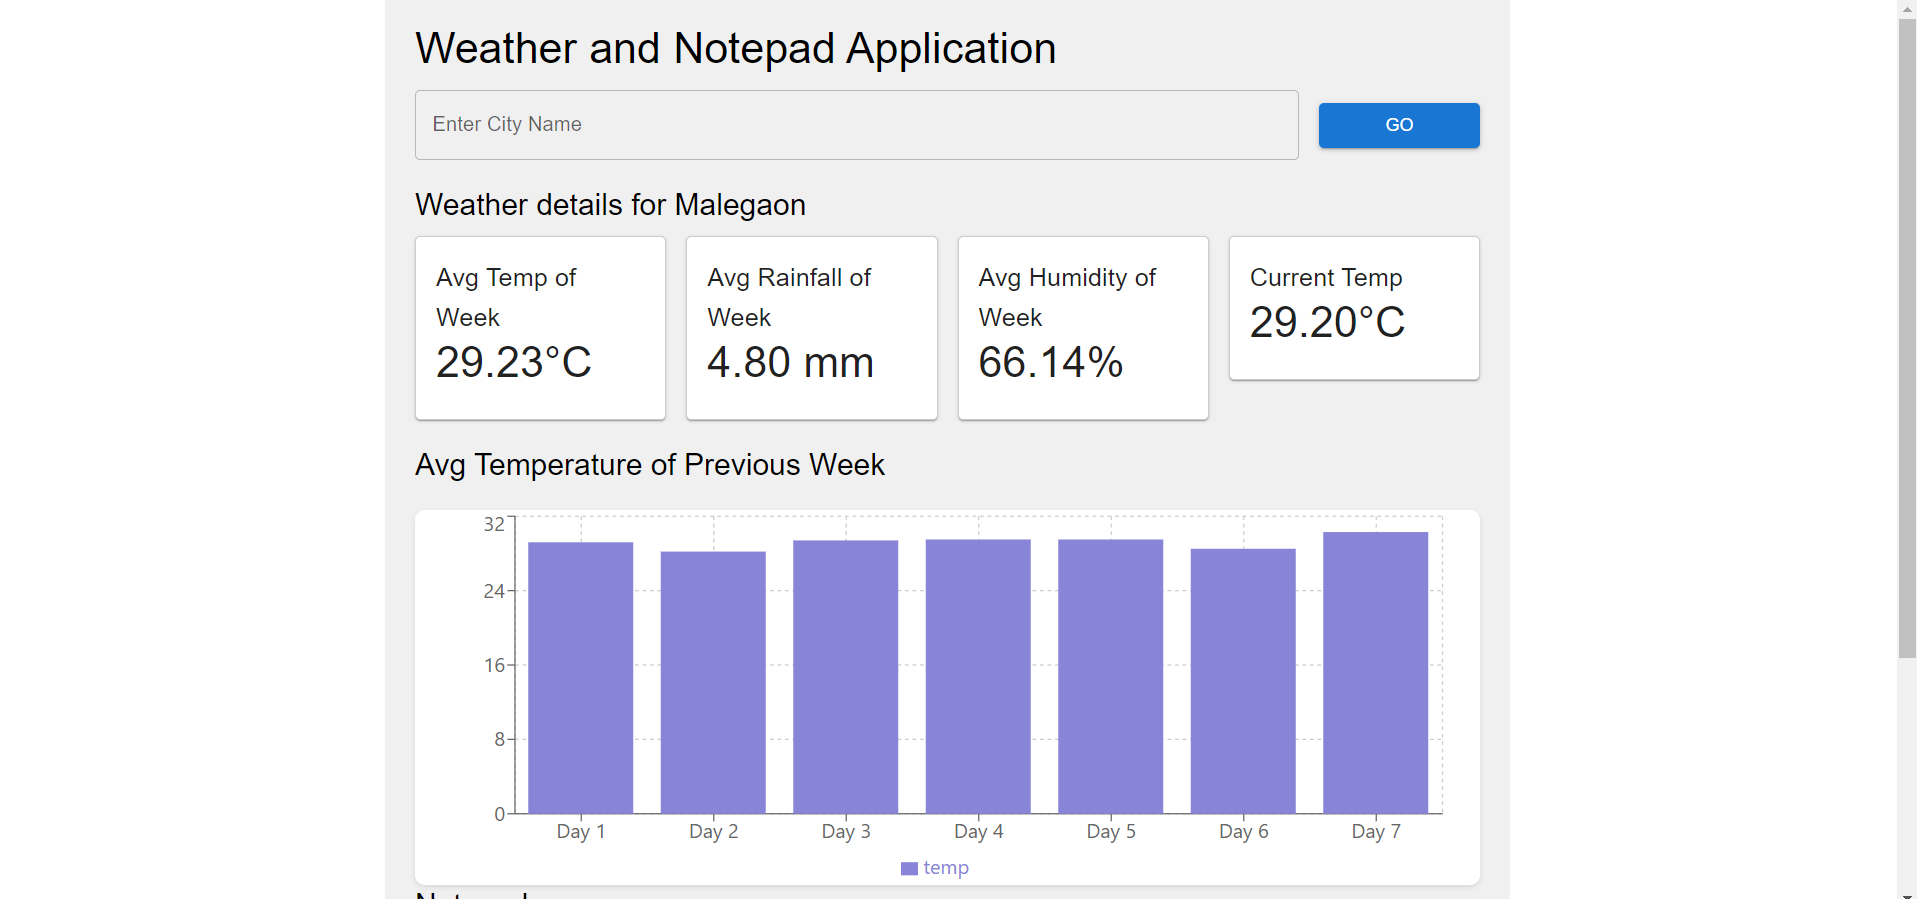 Weather and Notepad Application
Enter City Name
GO
Weather details for Malegaon
Avg Temp of
Week
29.23°C
Avg Rainfall of
Week
4.80 mm
Avg Humidity of
Week
66.14%
Current Temp
29.20°C
Avg Temperature of Previous Week
32
24
16
8
0
Day 1 Day 2 Day 3 Day 4 Day 5 Day 6 Day 7
temp